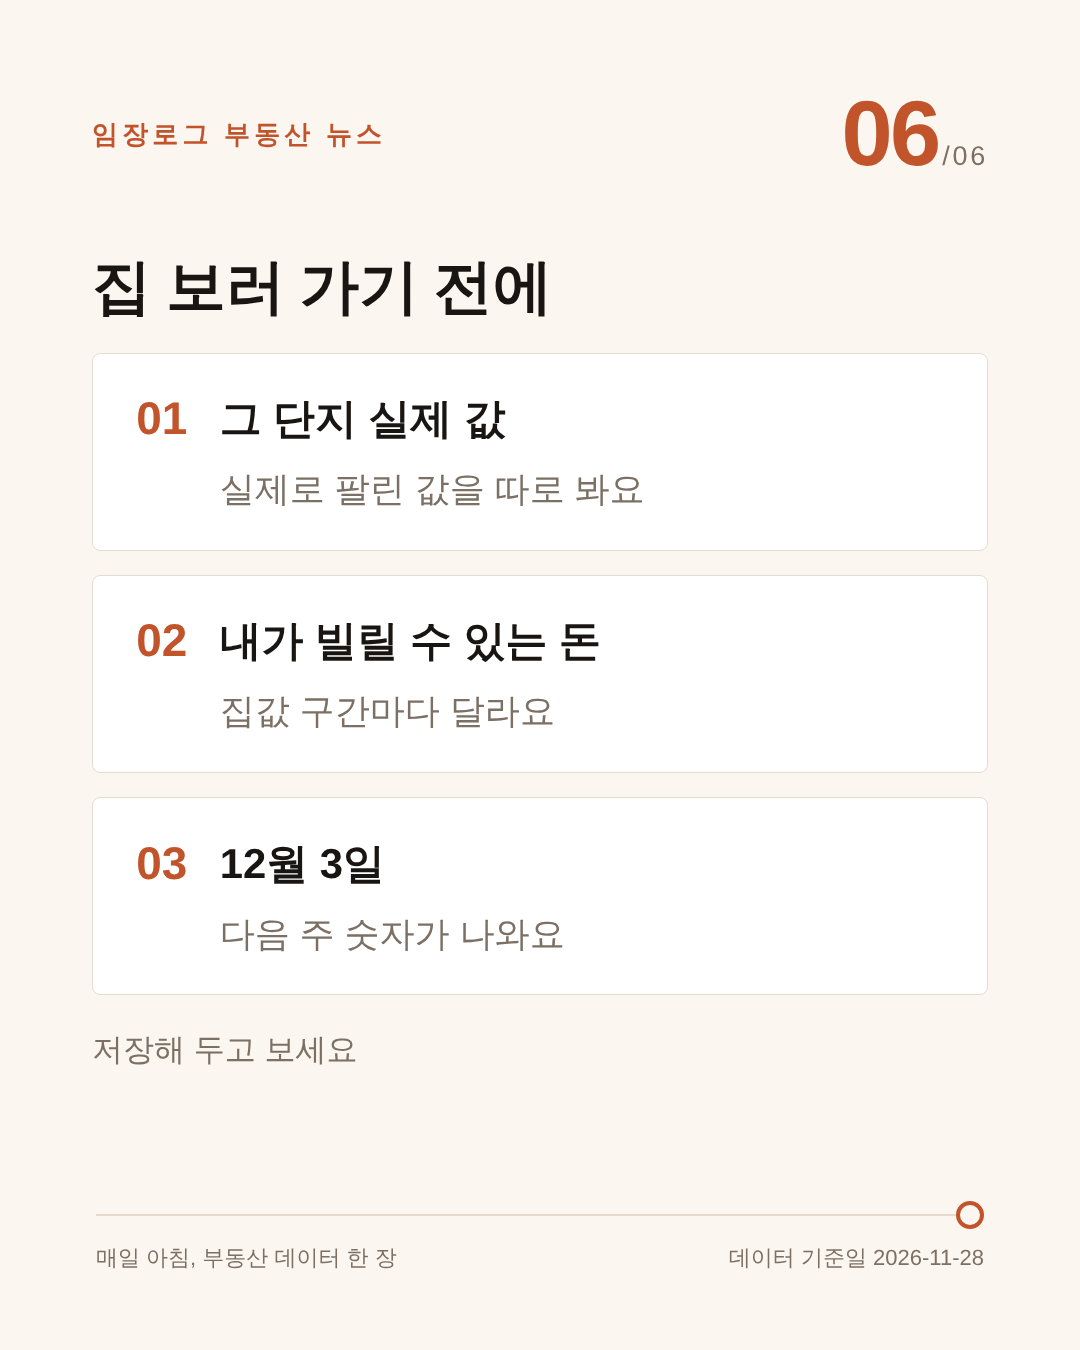 임장로그 부동산 뉴스
06/06
집 보러 가기 전에
01 그 단지 실제 값
실제로 팔린 값을 따로 봐요
02 내가 빌릴 수 있는 돈
집값 구간마다 달라요
03 12월 3일
다음 주 숫자가 나와요
저장해 두고 보세요
매일 아침, 부동산 데이터 한 장
데이터 기준일 2026-11-28